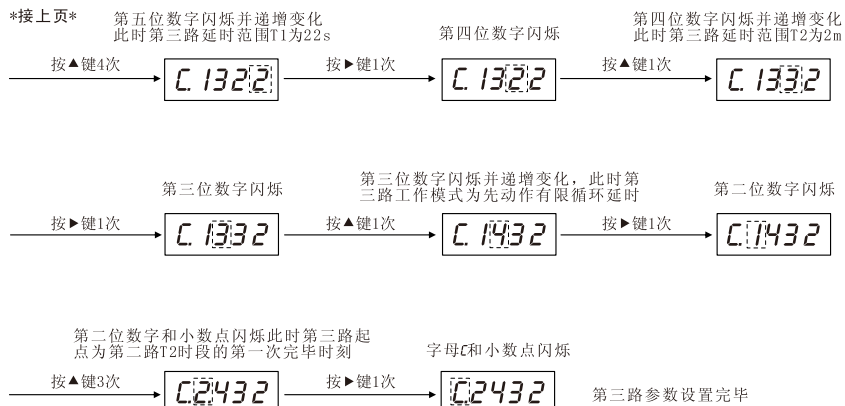 *接上页*
第五位数字闪烁并递增变化
此时第三路延时范围T1为22s
第四位数字闪烁
第四位数字闪烁并递增变化
此时第三路延时范围T2为2m
按▲键4次
C.1322
按▶键1次
C.1322
按▲键1次
C.1332
第三位数字闪烁
第三位数字闪烁并递增变化，此时第
三路工作模式为先动作有限循环延时
第二位数字闪烁
按▶键1次
C.1332
按▲键1次
C.1432
按▶键1次
C.1432
第二位数字和小数点闪烁此时第三路起
点为第二路T2时段的第一次完毕时刻
字母C和小数点闪烁
按▲键3次
C.2.432
按▶键1次
C.2432
第三路参数设置完毕